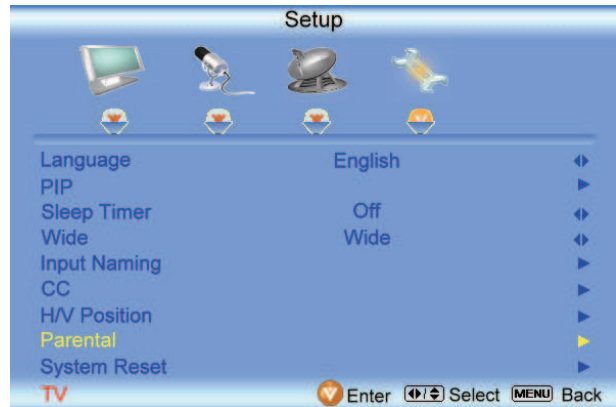 Setup
Language English
PIP
Sleep Timer Off
Wide Wide
Input Naming
CC
H/V Position
Parental
System Reset
TV Enter Select MENU Back